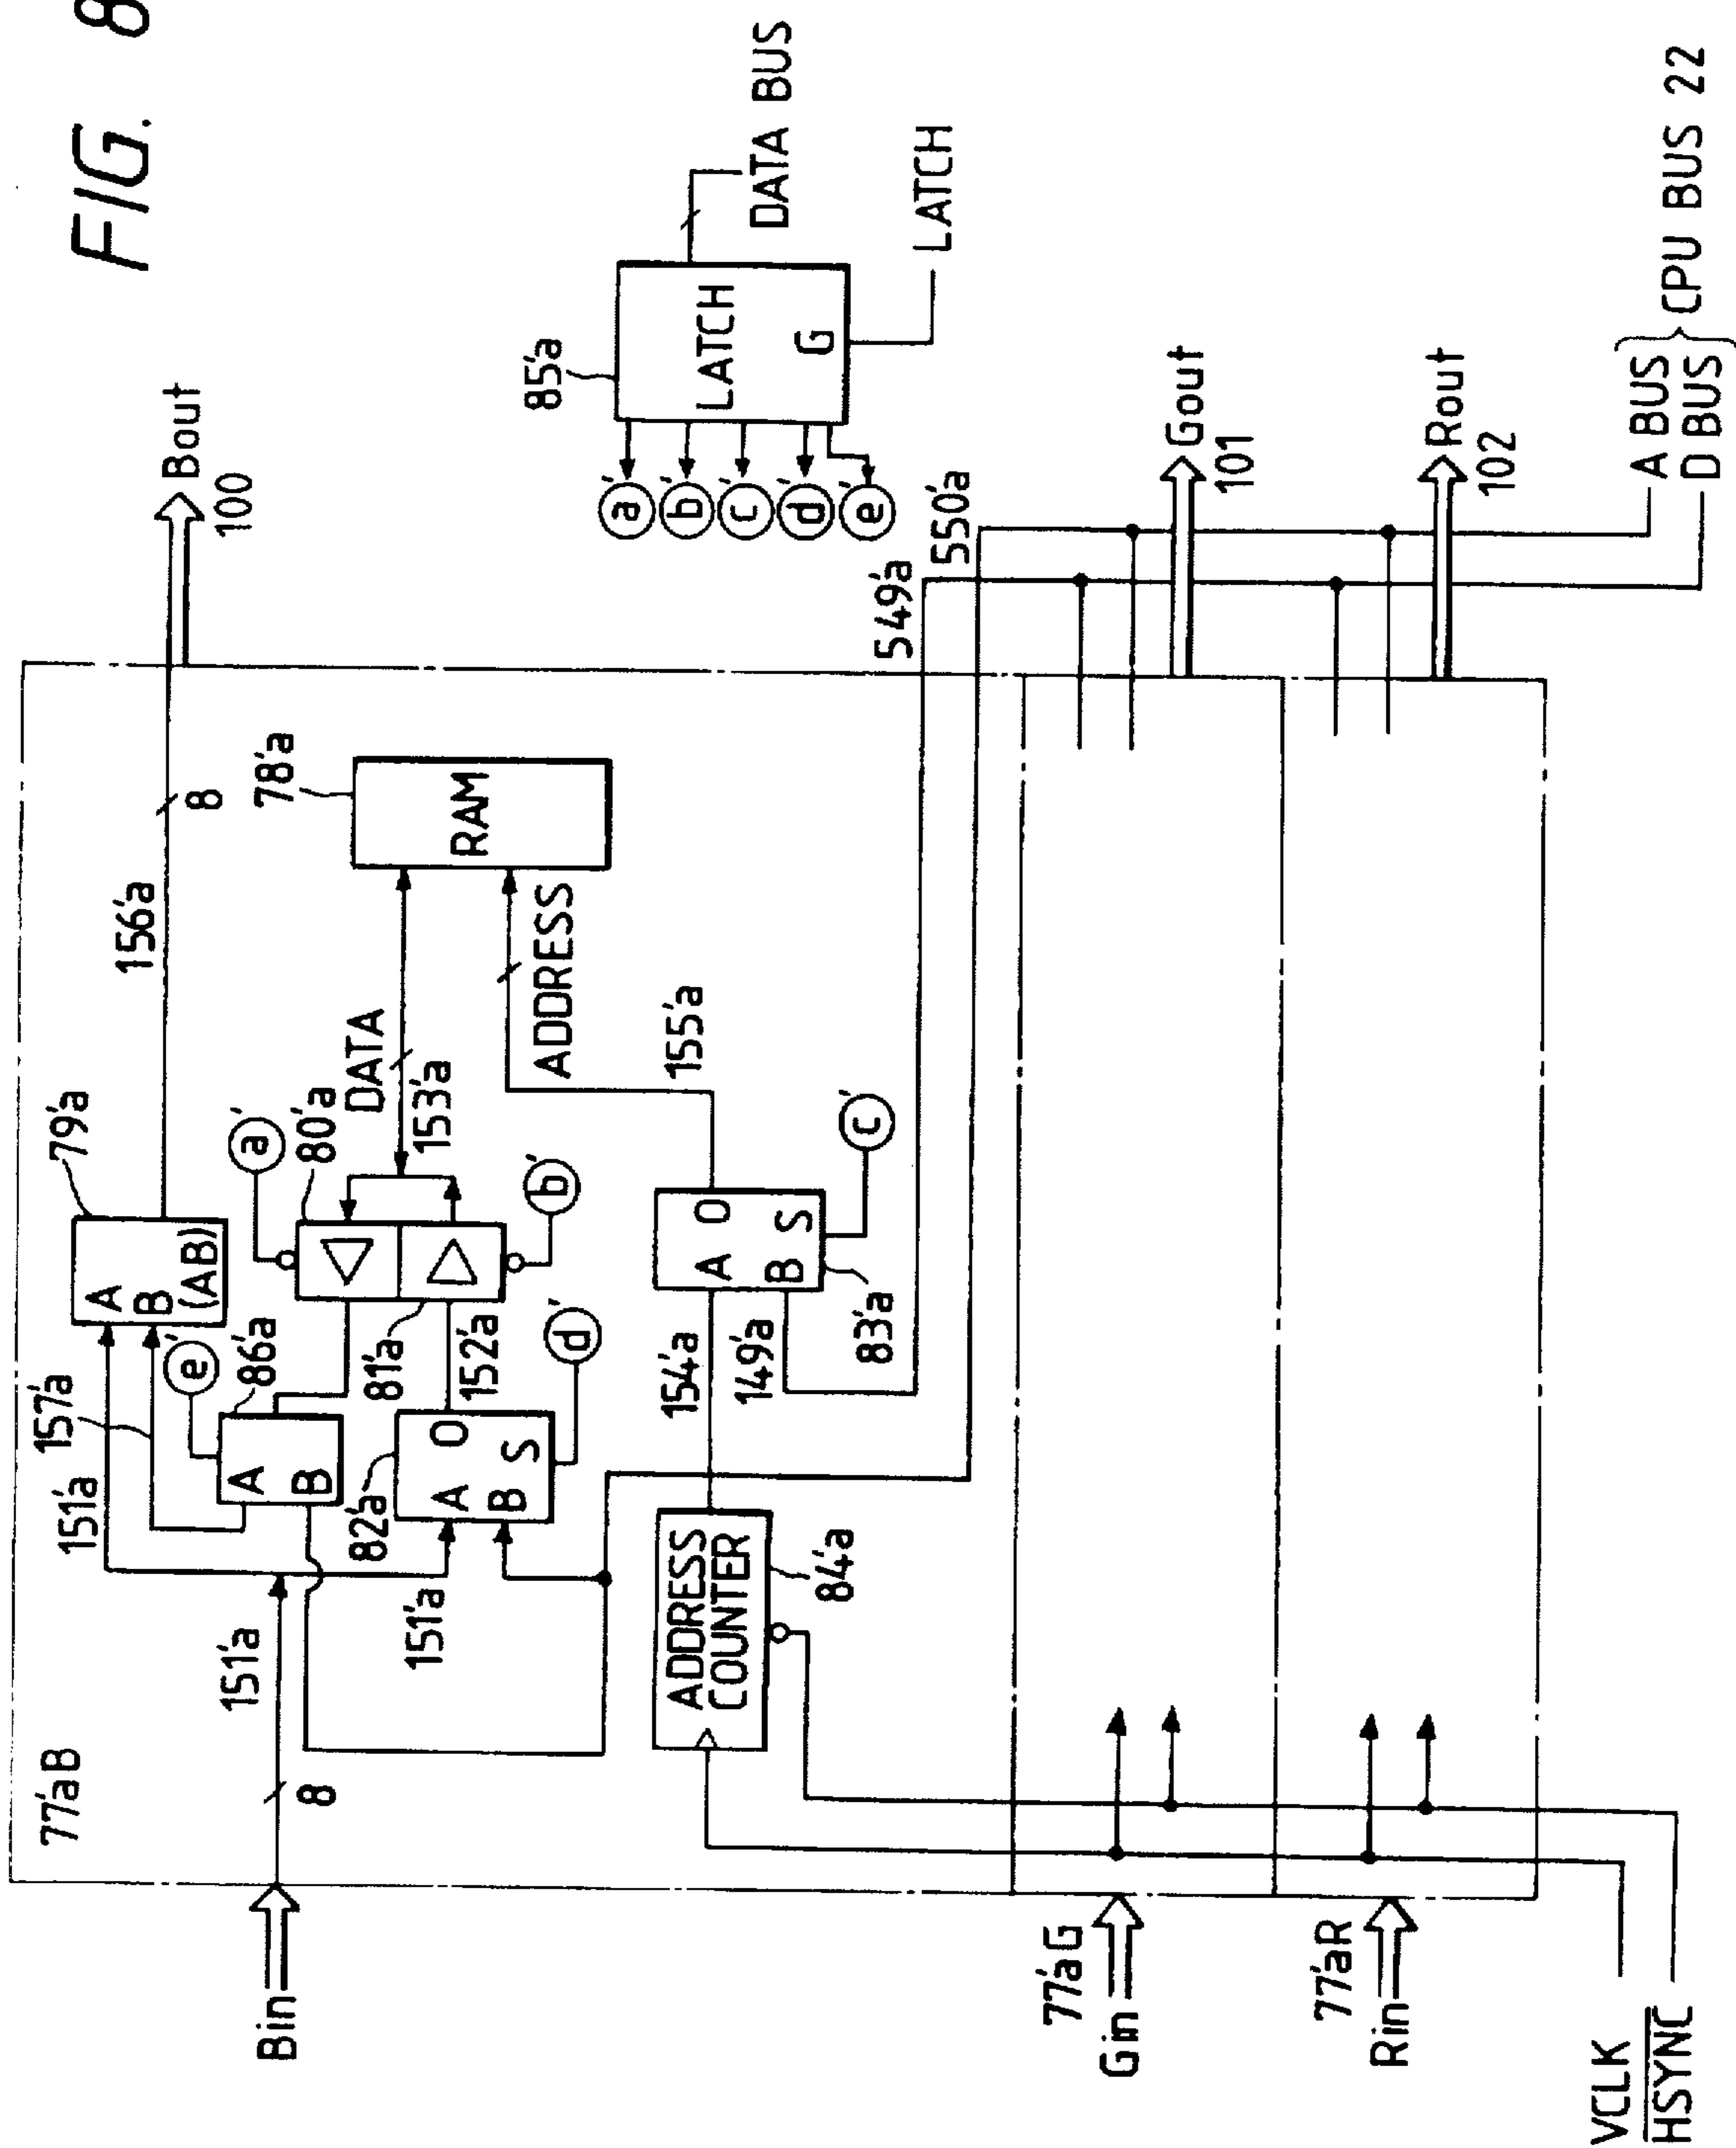 FIG. 8
77'aB
Bin
8
151'a
151'a
157'a
e'
86'a
A
B
79'a
A
B
(AB)
156'a
8
Bout
100
a'
80'a
81'a
DATA
153'a
78'a
RAM
151'a
82'a
A
B
O
S
152'a
d'
b'
ADDRESS
85'a
LATCH
G
DATA BUS
LATCH
a'
b'
c'
d'
e'
ADDRESS
COUNTER
84'a
154'a
149'a
A
B
O
S
83'a
c'
155'a
549'a
550'a
77'aG
Gin
Gout
101
77'aR
Rin
Rout
102
VCLK
HSYNC
A BUS
D BUS
CPU BUS 22